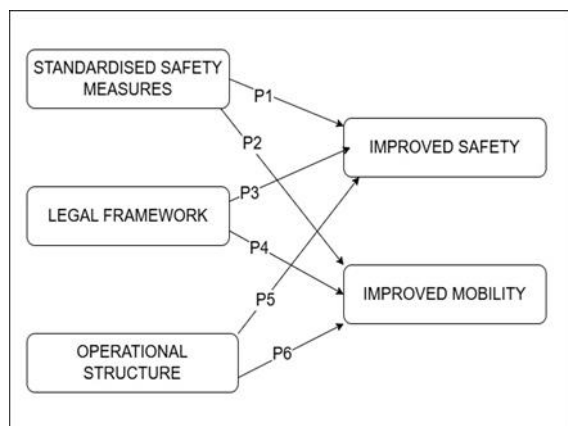 STANDARDISED SAFETY
MEASURES
P1
P2
IMPROVED SAFETY
P3
LEGAL FRAMEWORK
P4
P5
IMPROVED MOBILITY
OPERATIONAL
STRUCTURE
P6